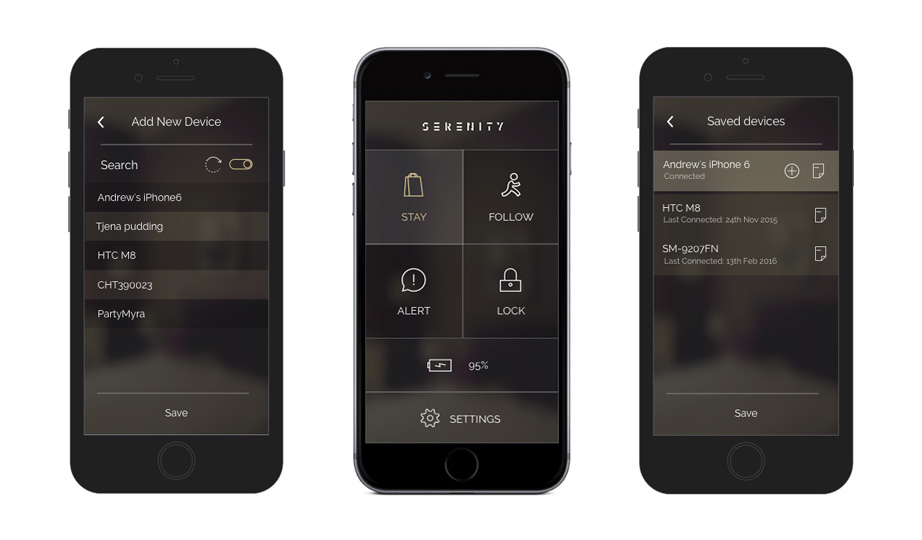 Add New Device
Search
Andrew's iPhone6
Tjena pudding
HTC M8
CHT390023
PartyMyra
Save
SERENITY
STAY
FOLLOW
ALERT
LOCK
95%
SETTINGS
Saved devices
Andrew's iPhone 6
Connected
HTC M8
Last Connected: 24th Nov 2015
SM-9207FN
Last Connected: 13th Feb 2016
Save